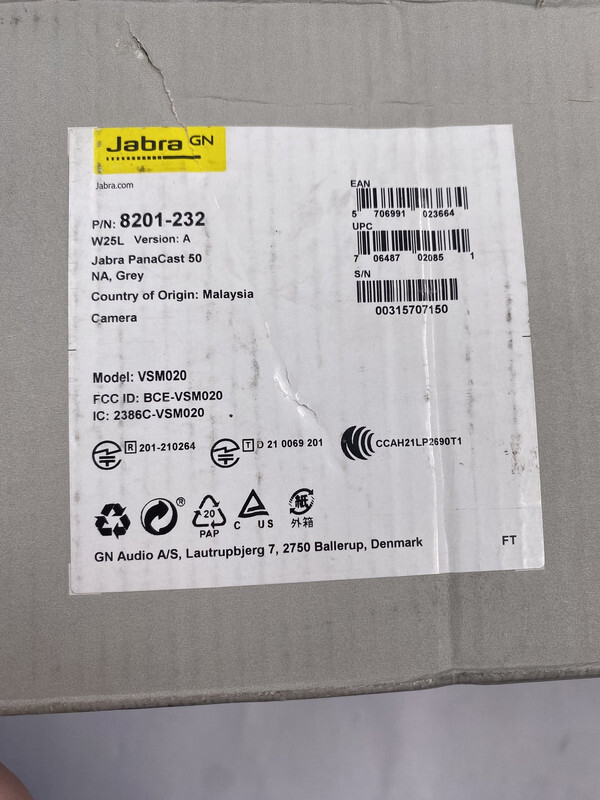 Jabra GN
Jabra.com
P/N: 8201-232
W25L Version: A
Jabra PanaCast 50
NA, Grey
Country of Origin: Malaysia
Camera
EAN
5 706991 023664
UPC
7 06487 02085 1
S/N
00315707150
Model: VSM020
FCC ID: BCE-VSM020
IC: 2386C-VSM020
R 201-210264
T D 21 0069 201
CCAH21LP2690T1
®
20
PAP
C US
紙
外箱
GN Audio A/S, Lautrupbjerg 7, 2750 Ballerup, Denmark
FT